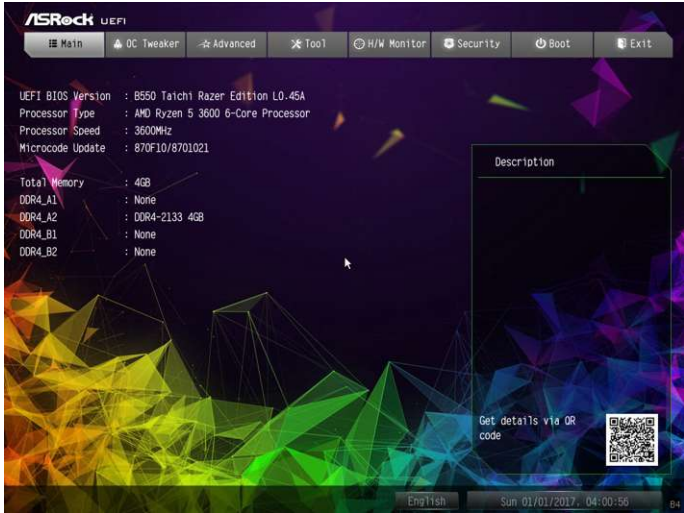 ASRock UEFI
Main OC Tweaker Advanced Tool H/W Monitor Security Boot Exit
UEFI BIOS Version : B550 Taichi Razer Edition L0.45A
Processor Type : AMD Ryzen 5 3600 6-Core Processor
Processor Speed : 3600MHz
Microcode Update : 870F10/8701021
Total Memory : 4GB
DDR4_A1 : None
DDR4_A2 : DDR4-2133 4GB
DDR4_B1 : None
DDR4_B2 : None
Description
Get details via QR
code
English Sun 01/01/2017, 04:00:56
B4